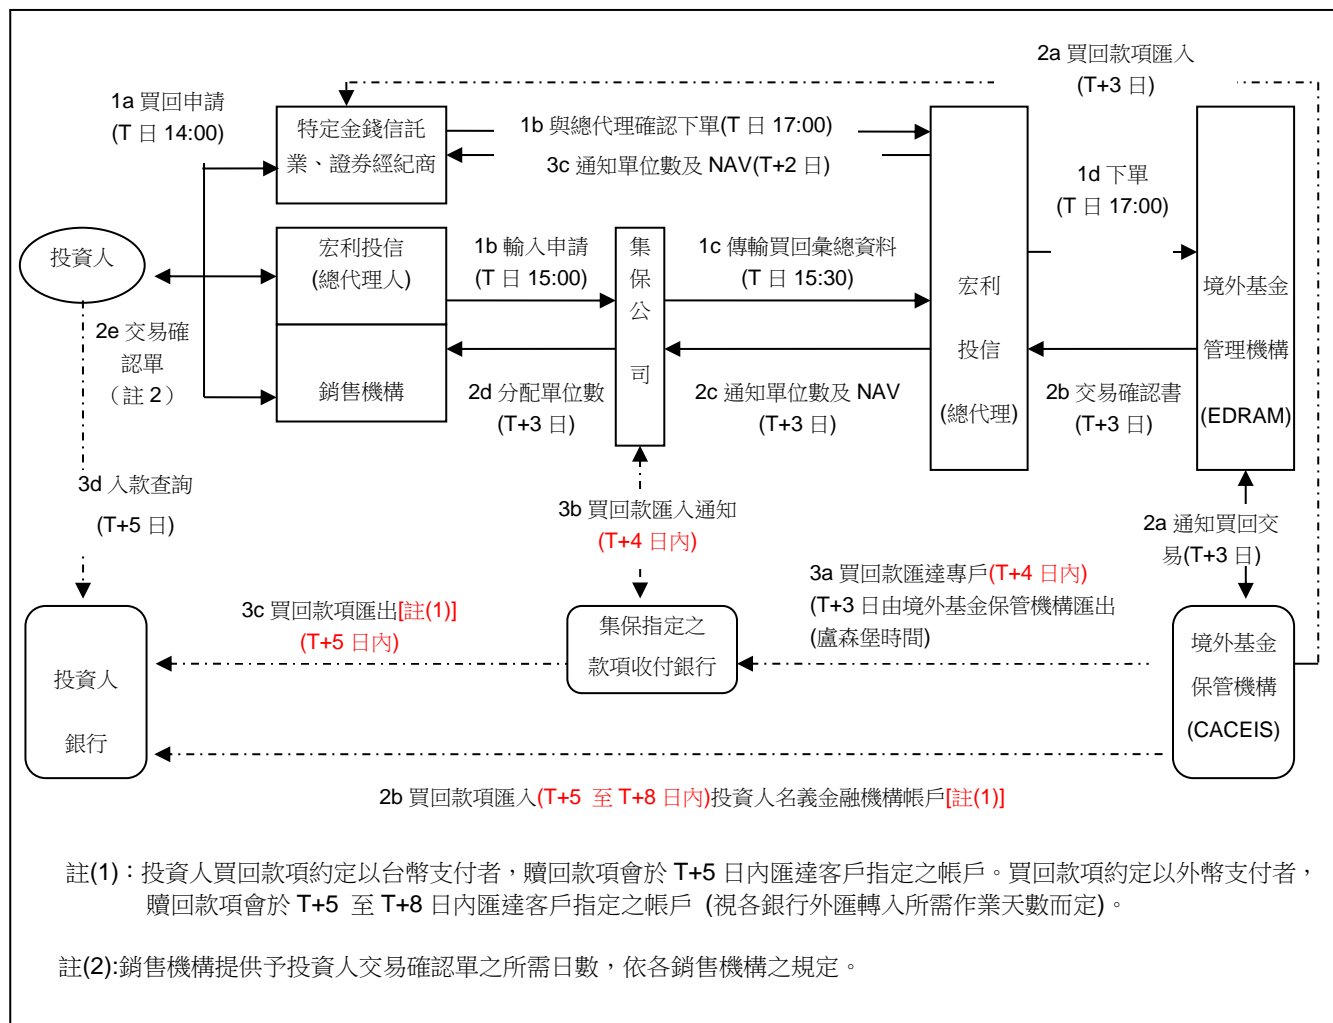 2a 買回款項匯入
(T+3 日)
1a 買回申請
(T 日 14:00)
特定金錢信託
業、證券經紀商
1b 與總代理確認下單(T 日 17:00)
3c 通知單位數及 NAV(T+2 日)
1d 下單
(T 日 17:00)
投資人
宏利投信
(總代理人)
銷售機構
1b 輸入申請
(T 日 15:00)
集
保
公
司
1c 傳輸買回彙總資料
(T 日 15:30)
宏利
投信
(總代理)
境外基金
管理機構
(EDRAM)
2e 交易確
認單
（註 2）
2d 分配單位數
(T+3 日)
2c 通知單位數及 NAV
(T+3 日)
2b 交易確認書
(T+3 日)
3d 入款查詢
(T+5 日)
3b 買回款匯入通知
(T+4 日內)
2a 通知買回交
易(T+3 日)
3a 買回款匯達專戶(T+4 日內)
(T+3 日由境外基金保管機構匯出
(盧森堡時間)
3c 買回款項匯出[註(1)]
(T+5 日內)
集保指定之
款項收付銀行
投資人
銀行
境外基金
保管機構
(CACEIS)
2b 買回款項匯入(T+5 至 T+8 日內)投資人名義金融機構帳戶[註(1)]
註(1)：投資人買回款項約定以台幣支付者，贖回款項會於 T+5 日內匯達客戶指定之帳戶。買回款項約定以外幣支付者，
贖回款項會於 T+5 至 T+8 日內匯達客戶指定之帳戶 (視各銀行外匯轉入所需作業天數而定)。
註(2):銷售機構提供予投資人交易確認單之所需日數，依各銷售機構之規定。